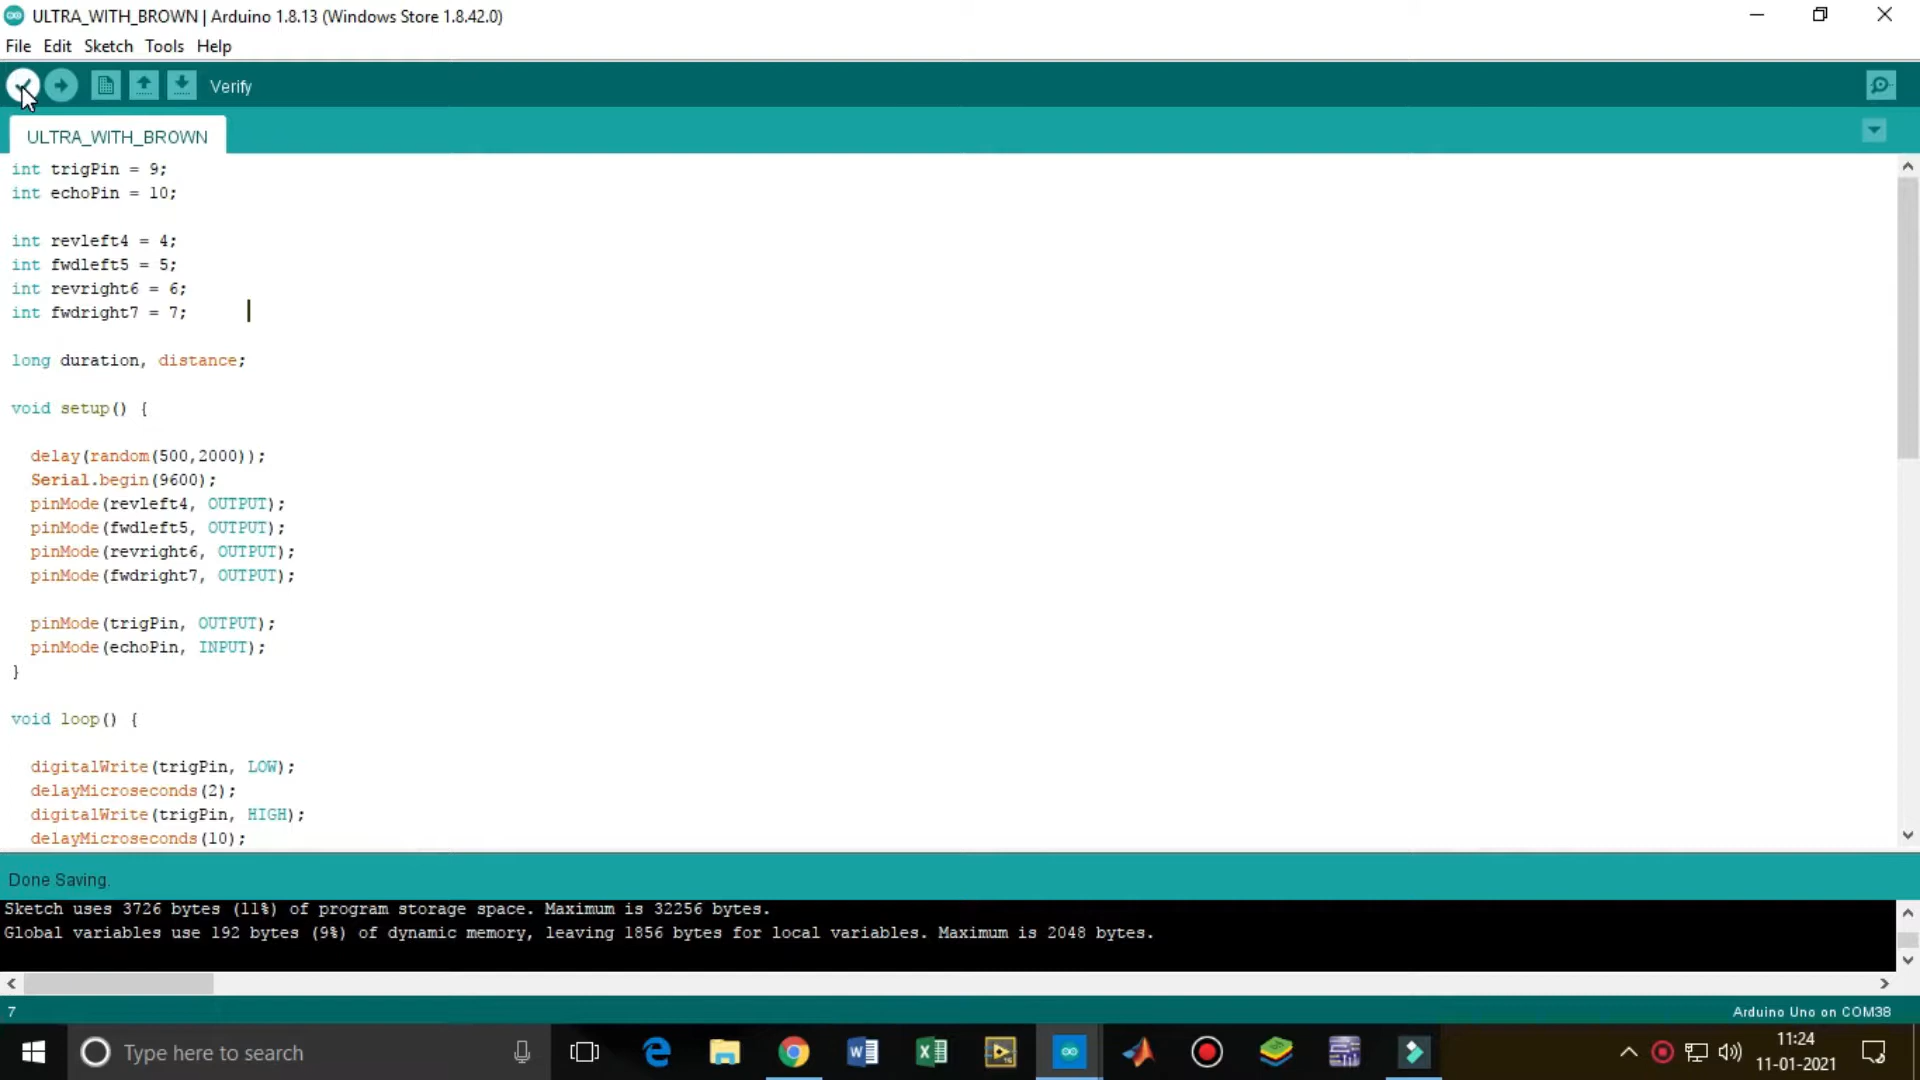 ULTRA_WITH_BROWN | Arduino 1.8.13 (Windows Store 1.8.42.0)
File Edit Sketch Tools Help
Verify
ULTRA_WITH_BROWN
int trigPin = 9;
int echoPin = 10;
int revleft4 = 4;
int fwdleft5 = 5;
int revright6 = 6;
int fwdright7 = 7;
long duration, distance;
void setup() {
delay(random(500,2000));
Serial.begin(9600);
pinMode(revleft4, OUTPUT);
pinMode(fwdleft5, OUTPUT);
pinMode(revright6, OUTPUT);
pinMode(fwdright7, OUTPUT);
pinMode(trigPin, OUTPUT);
pinMode(echoPin, INPUT);
}
void loop() {
digitalWrite(trigPin, LOW);
delayMicroseconds(2);
digitalWrite(trigPin, HIGH);
delayMicroseconds(10);
Done Saving.
Sketch uses 3726 bytes (11%) of program storage space. Maximum is 32256 bytes.
Global variables use 192 bytes (9%) of dynamic memory, leaving 1856 bytes for local variables. Maximum is 2048 bytes.
7
Arduino Uno on COM38
Type here to search
11:24
11-01-2021